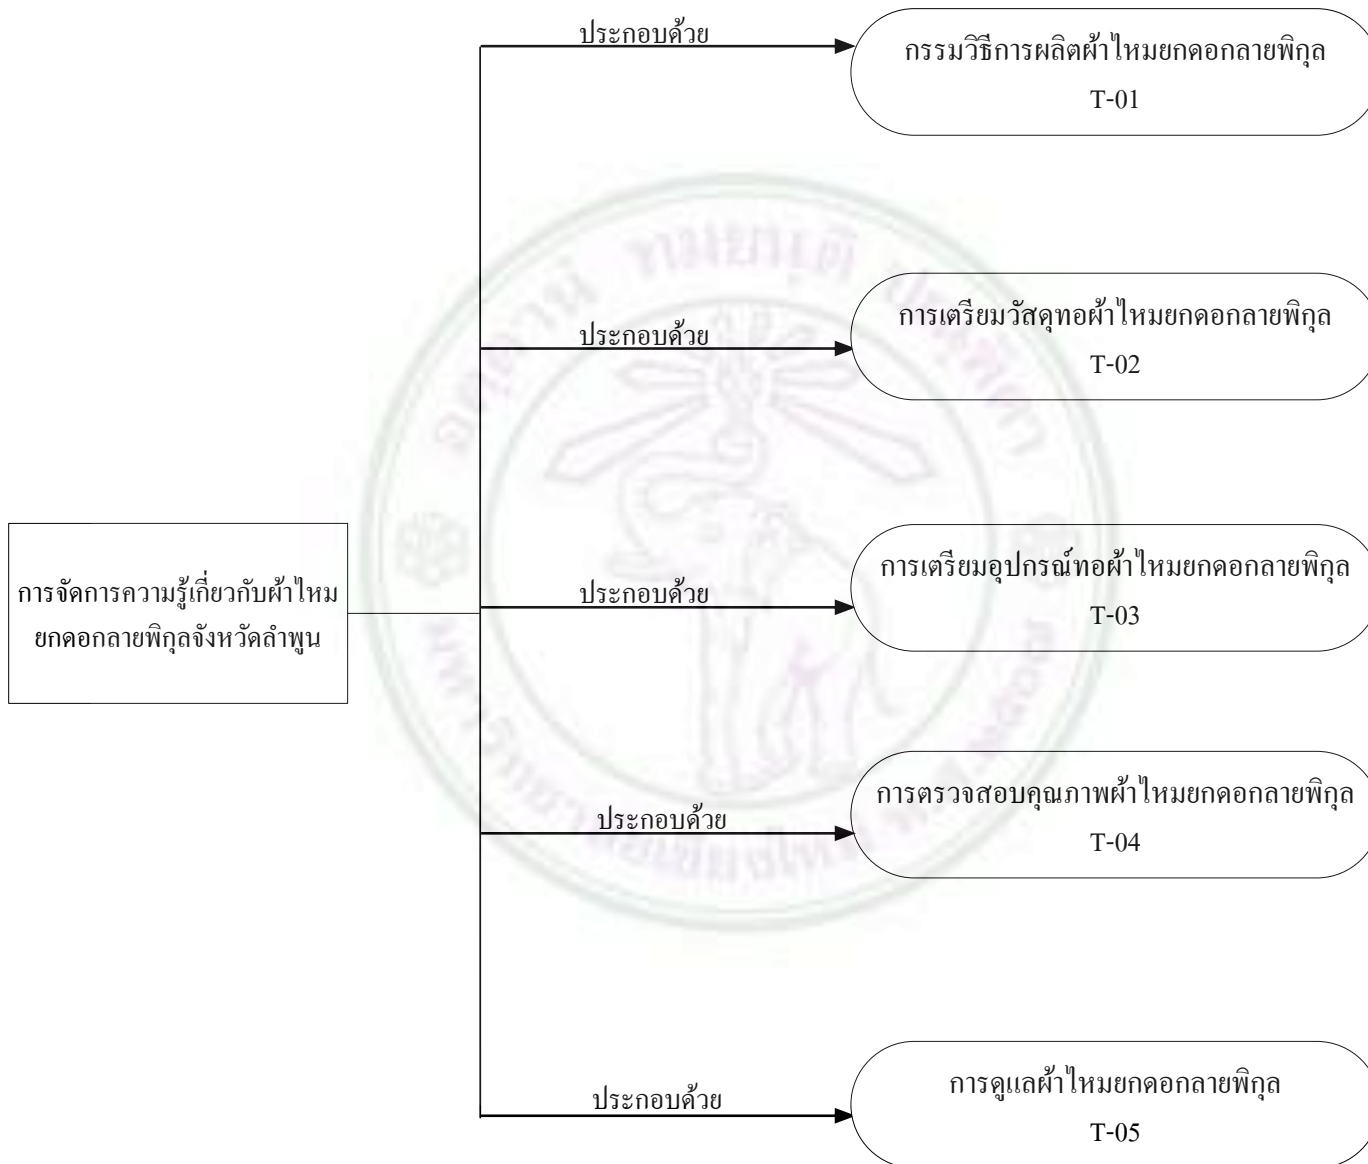 ประกอบด้วย
กรรมวิธีการผลิตผ้าไหมยกดอกลายพิกุล
T-01
ประกอบด้วย
การเตรียมวัสดุทอผ้าไหมยกดอกลายพิกุล
T-02
การจัดการความรู้เกี่ยวกับผ้าไหม
ยกดอกลายพิกุลจังหวัดลำพูน
ประกอบด้วย
การเตรียมอุปกรณ์ทอผ้าไหมยกดอกลายพิกุล
T-03
ประกอบด้วย
การตรวจสอบคุณภาพผ้าไหมยกดอกลายพิกุล
T-04
ประกอบด้วย
การดูแลผ้าไหมยกดอกลายพิกุล
T-05